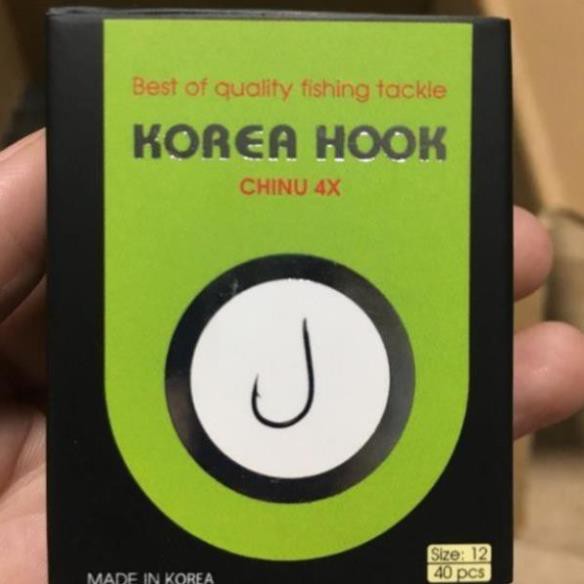 Best of quality fishing tackle
KOREA HOOK
CHINU 4X
Size: 12
40 pcs
MADE IN KOREA